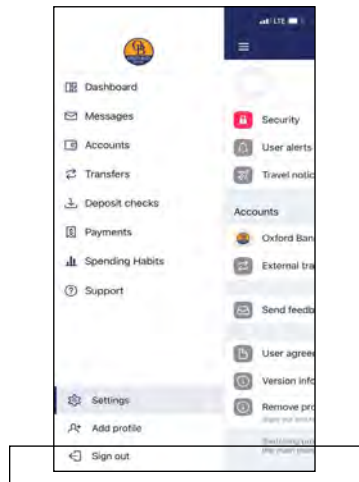 LTE
Dashboard
Messages
Accounts
Transfers
Deposit checks
Payments
Spending Habits
Support
Settings
Add profile
Sign out
Security
User alerts
Travel notic
Accounts
Oxford Ban
External tra
Send feedb
User agree
Version info
Remove pro